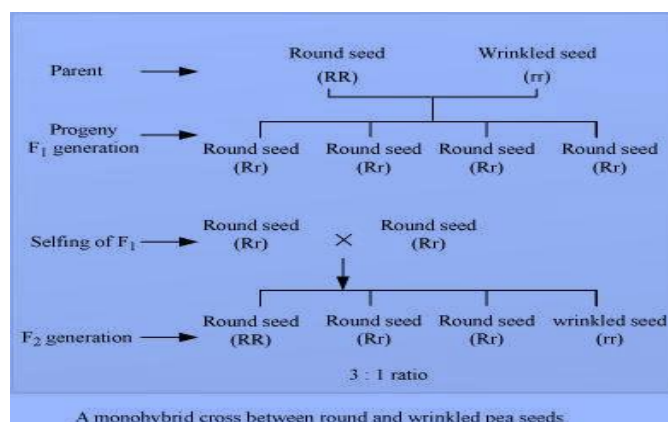 Round seed Wrinkled seed
Parent (RR) (rr)
Progeny
F1 generation Round seed Round seed Round seed Round seed
(Rr) (Rr) (Rr) (Rr)
Round seed Round seed
Selfing of F1 (Rr) × (Rr)
Round seed Round seed Round seed wrinkled seed
F2 generation (RR) (Rr) (Rr) (rr)
3 : 1 ratio
A monohybrid cross between round and wrinkled pea seeds.